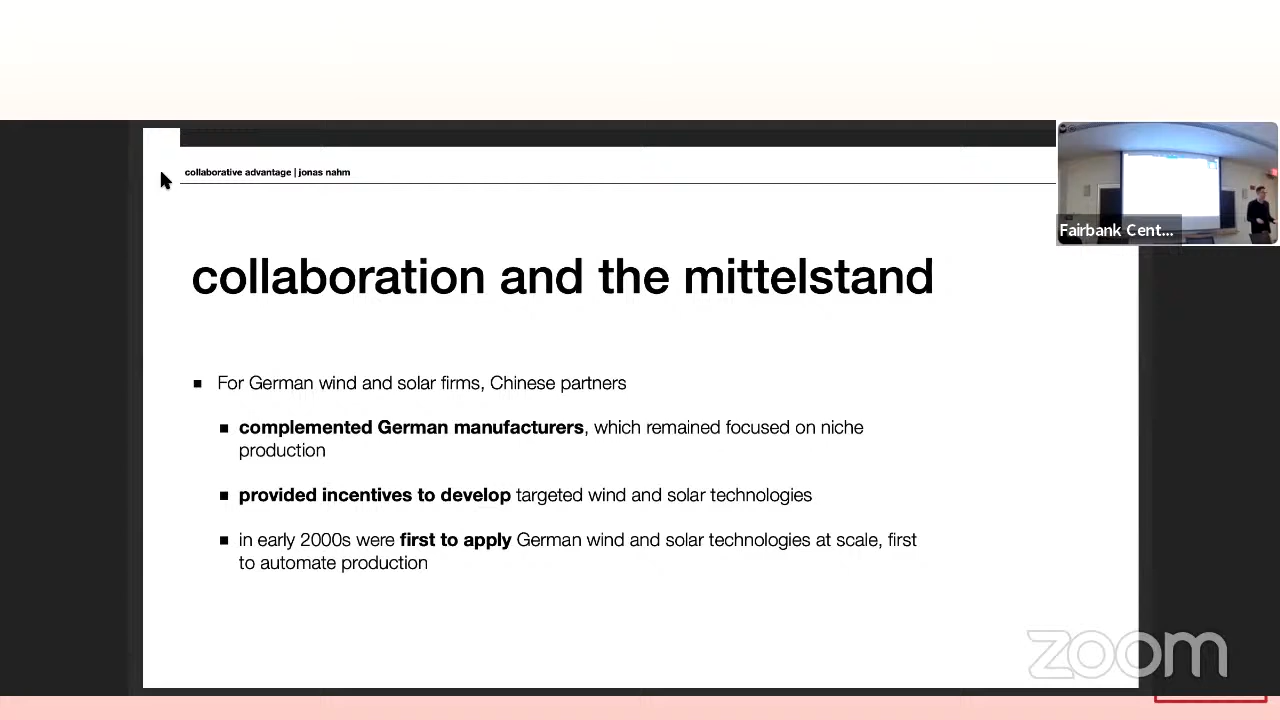 collaborative advantage | jonas nahm
Fairbank Cent...
collaboration and the mittelstand
■ For German wind and solar firms, Chinese partners
■ complemented German manufacturers, which remained focused on niche
production
■ provided incentives to develop targeted wind and solar technologies
■ in early 2000s were first to apply German wind and solar technologies at scale, first
to automate production
zoom